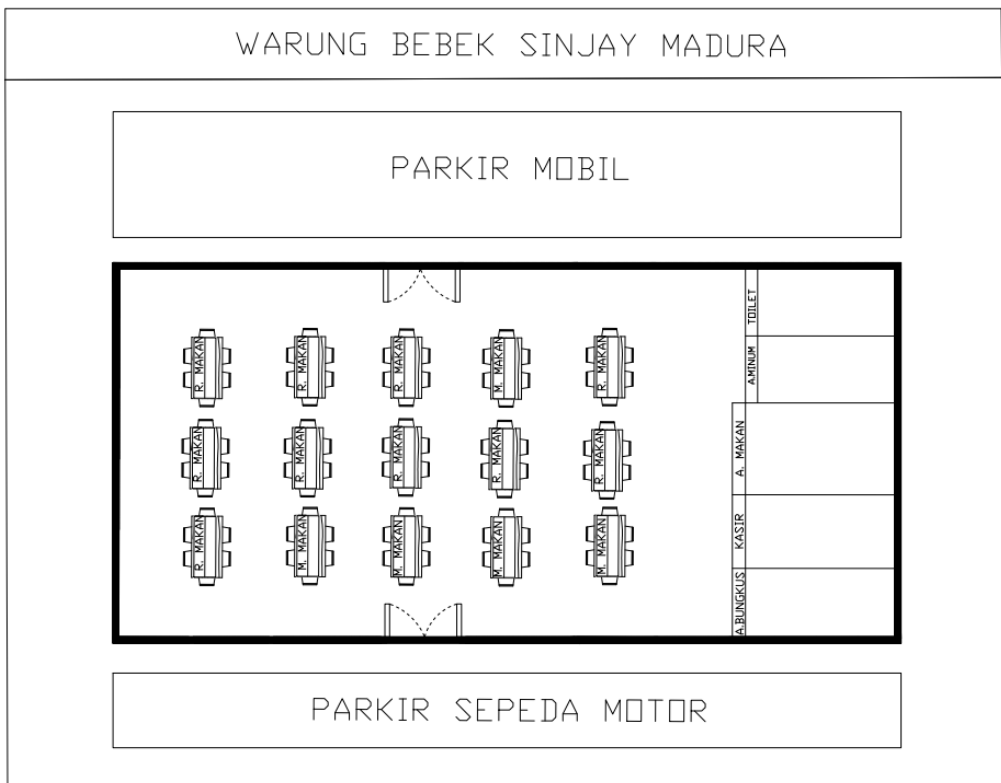 WARUNG BEBEK SINJAY MADURA
PARKIR MOBIL
TOILET
A.MINUM
A. MAKAN
KASIR
A.BUNGKUS
R. MAKAN
R. MAKAN
R. MAKAN
M. MAKAN
R. MAKAN
R. MAKAN
R. MAKAN
R. MAKAN
R. MAKAN
R. MAKAN
R. MAKAN
M. MAKAN
M. MAKAN
M. MAKAN
M. MAKAN
PARKIR SEPEDA MOTOR